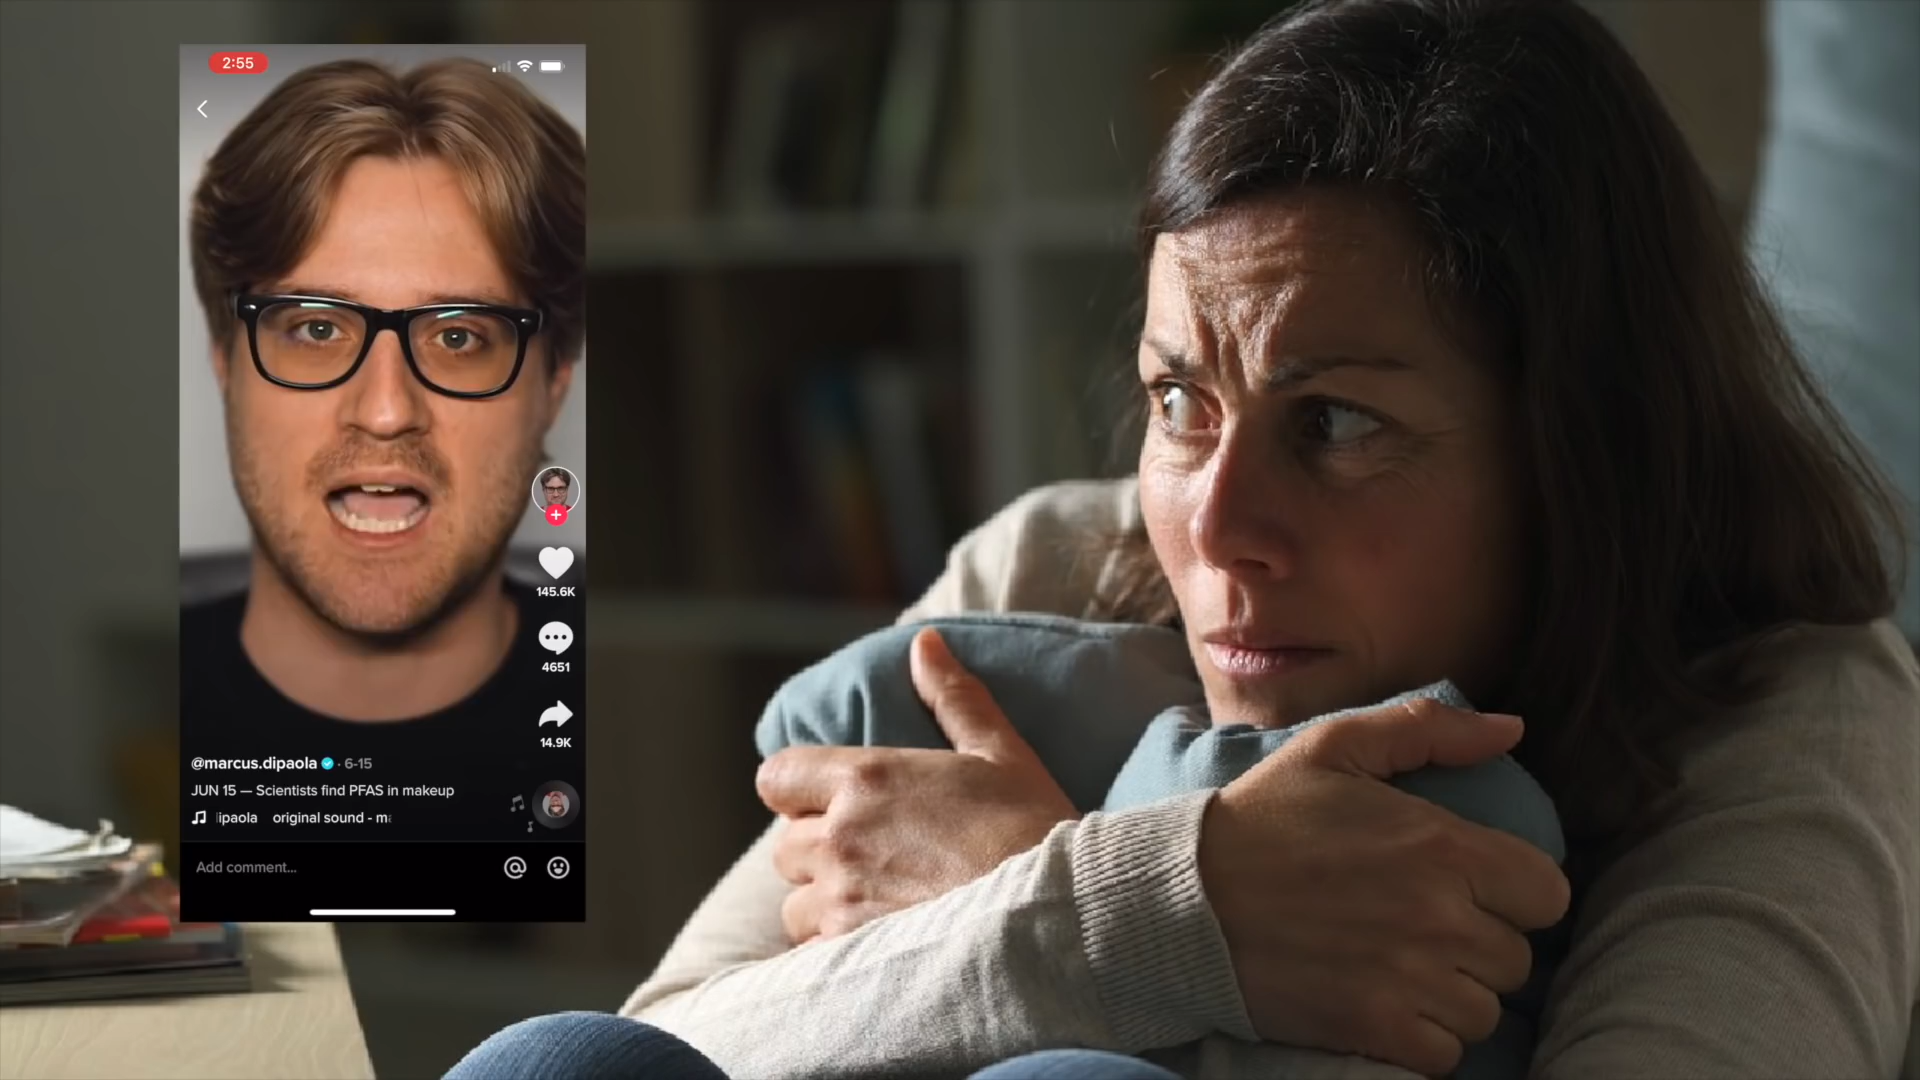 2:55
145.6K
4651
14.9K
@marcus.dipaola · 6-15
JUN 15 — Scientists find PFAS in makeup
ipaola original sound - ma
Add comment...